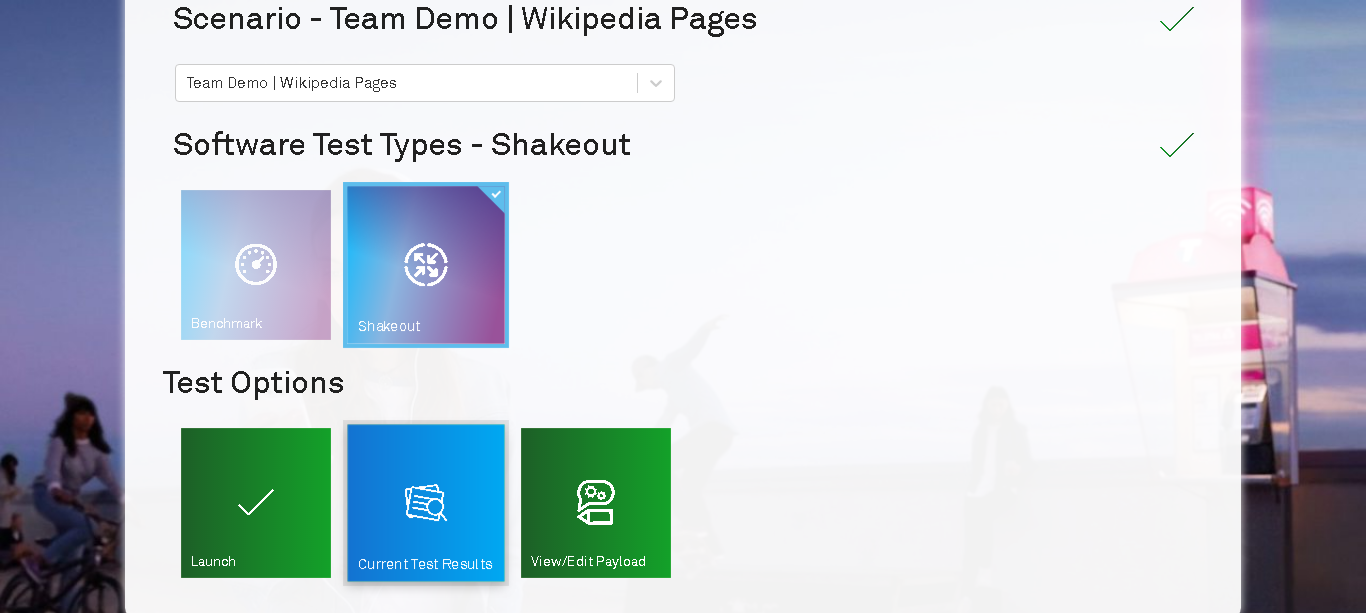 Scenario - Team Demo | Wikipedia Pages
Team Demo | Wikipedia Pages
Software Test Types - Shakeout
Benchmark
Shakeout
Test Options
Launch
Current Test Results
View/Edit Payload